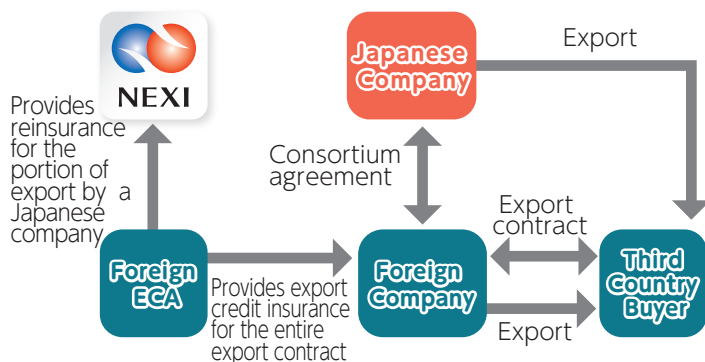 NEXI
Provides
reinsurance
for the
portion of
export by a
Japanese
company
Japanese
Company
Export
Consortium
agreement
Export
contract
Foreign
ECA
Provides export
credit insurance
for the entire
export contract
Foreign
Company
Export
Third
Country
Buyer